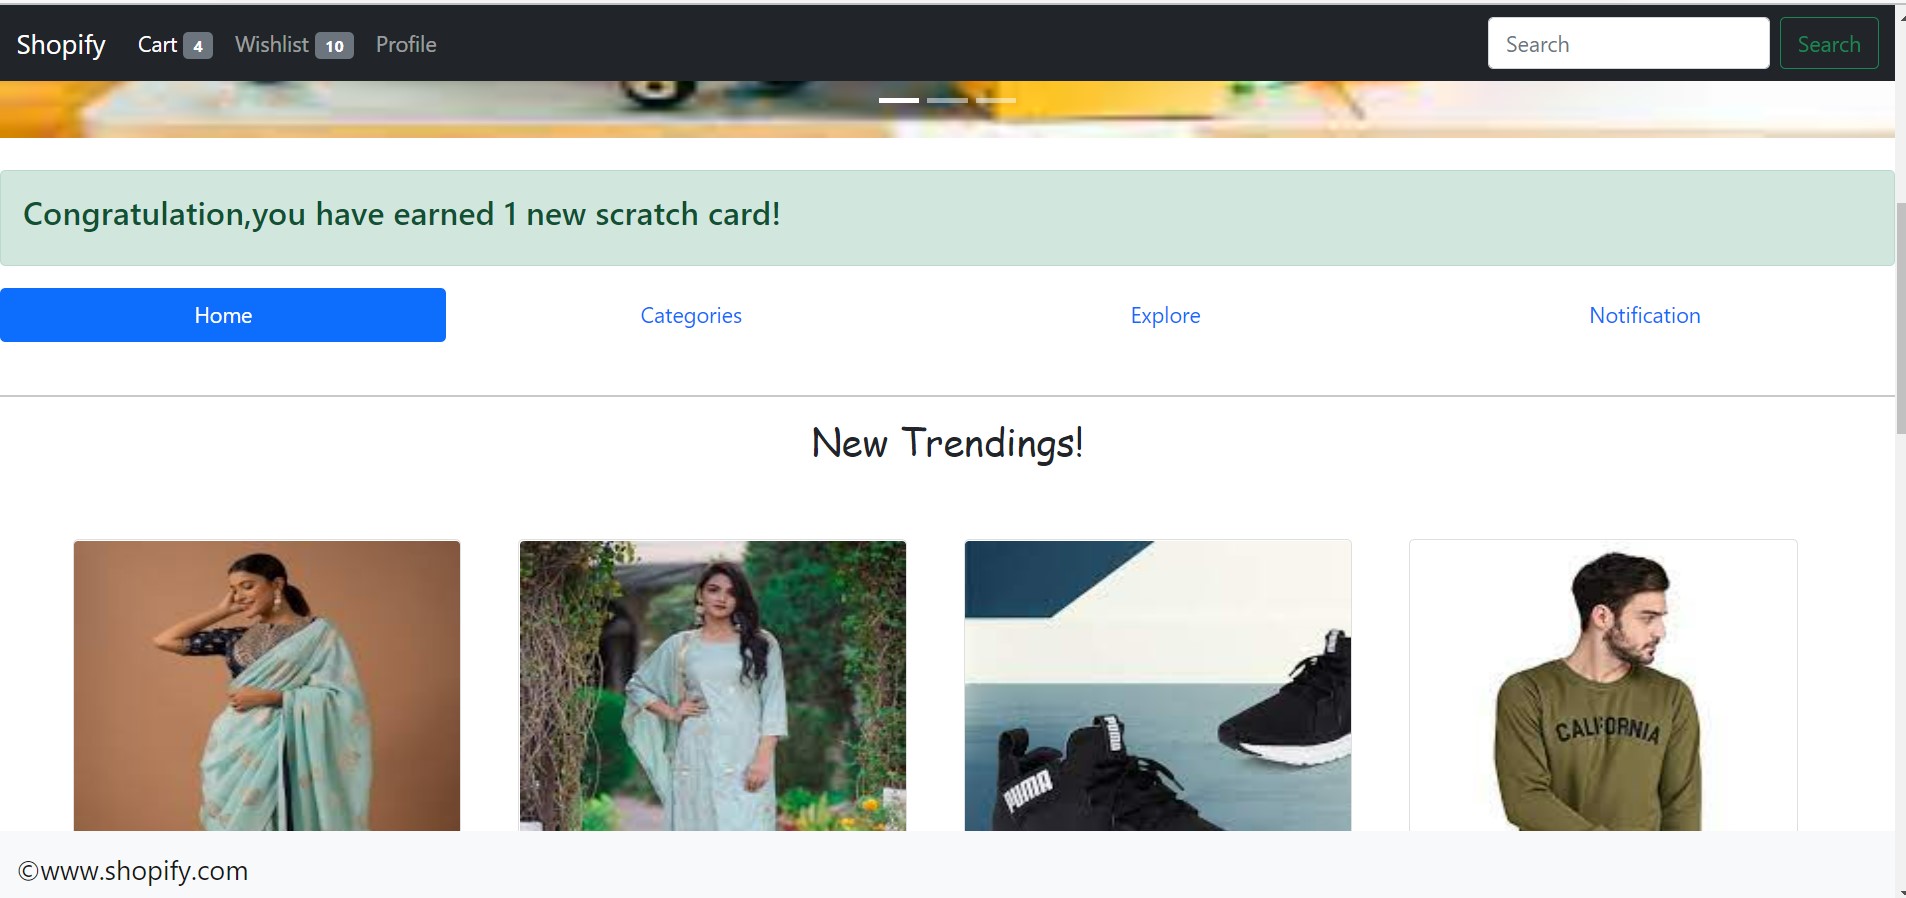 Shopify Cart 4 Wishlist 10 Profile Search Search
Congratulation,you have earned 1 new scratch card!
Home Categories Explore Notification
New Trendings!
CALIFORNIA
PUMA
PUMA
©www.shopify.com